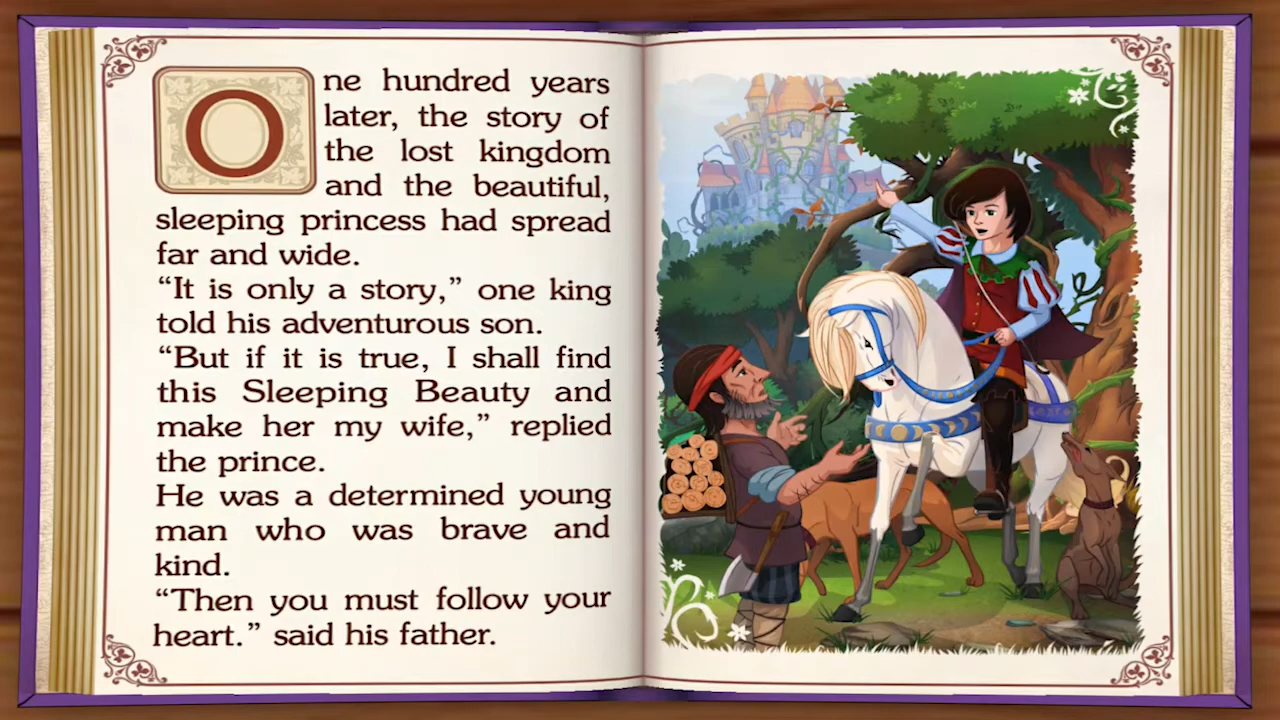 One hundred years
later, the story of
the lost kingdom
and the beautiful,
sleeping princess had spread
far and wide.
“It is only a story,” one king
told his adventurous son.
“But if it is true, I shall find
this Sleeping Beauty and
make her my wife,” replied
the prince.
He was a determined young
man who was brave and
kind.
“Then you must follow your
heart.” said his father.